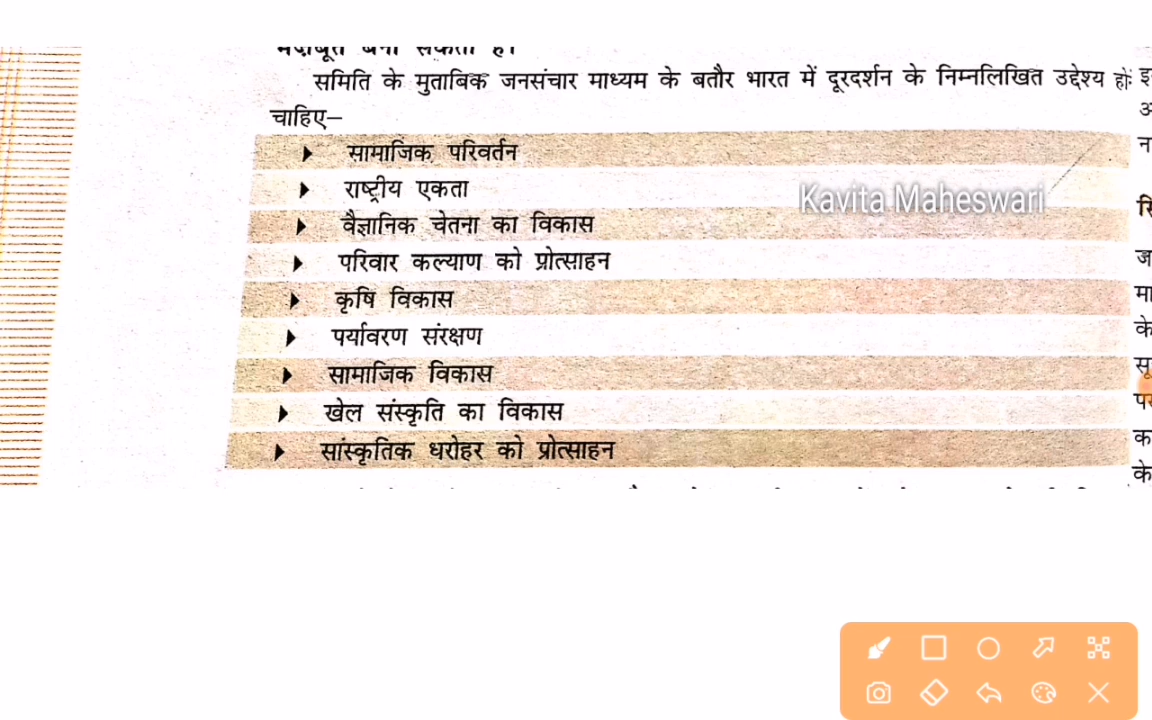 समिति के मुताबिक जनसंचार माध्यम के बतौर भारत में दूरदर्शन के निम्नलिखित उद्देश्य
चाहिए–
सामाजिक परिवर्तन
राष्ट्रीय एकता
Kavita Maheswari
वैज्ञानिक चेतना का विकास
परिवार कल्याण को प्रोत्साहन
कृषि विकास
पर्यावरण संरक्षण
सामाजिक विकास
खेल संस्कृति का विकास
सांस्कृतिक धरोहर को प्रोत्साहन